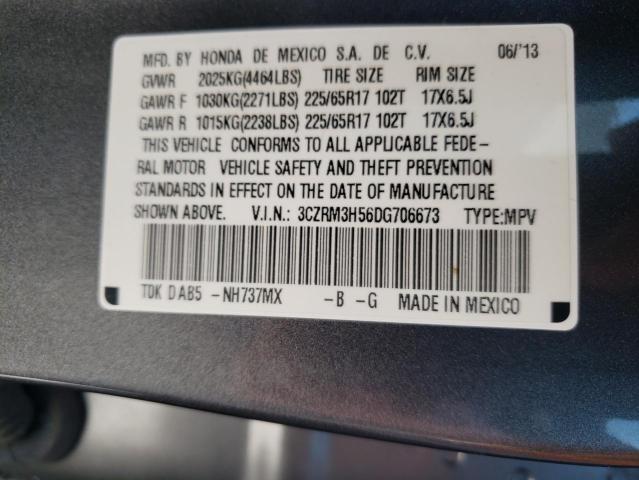 MFD. BY HONDA DE MEXICO S.A. DE C.V. 06/'13
GVWR 2025KG(4464LBS) TIRE SIZE RIM SIZE
GAWR F 1030KG(2271LBS) 225/65R17 102T 17X6.5J
GAWR R 1015KG(2238LBS) 225/65R17 102T 17X6.5J
THIS VEHICLE CONFORMS TO ALL APPLICABLE FEDE-
RAL MOTOR VEHICLE SAFETY AND THEFT PREVENTION
STANDARDS IN EFFECT ON THE DATE OF MANUFACTURE
SHOWN ABOVE. V.I.N.: 3CZRM3H56DG706673 TYPE:MPV
TDK D AB5 -NH737MX -B -G MADE IN MEXICO